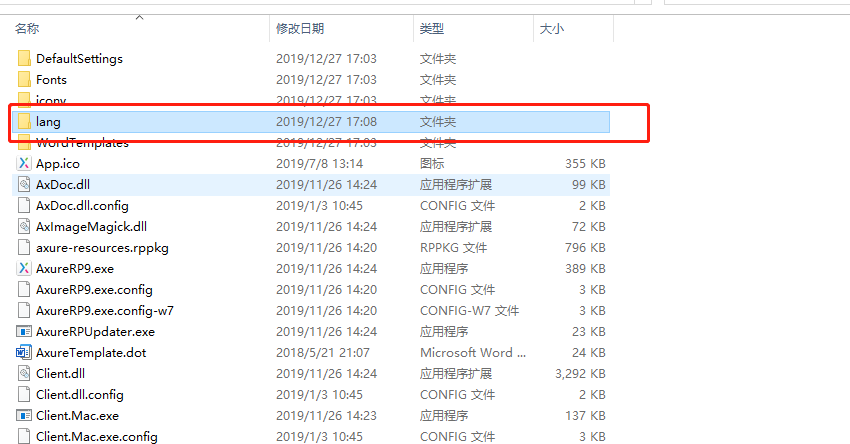 名称 修改日期 类型 大小
DefaultSettings 2019/12/27 17:03 文件夹
Fonts 2019/12/27 17:03 文件夹
iconv 2019/12/27 17:03 文件夹
lang 2019/12/27 17:08 文件夹
WordTemplates 2019/12/27 17:03 文件夹
App.ico 2019/7/8 13:14 图标 355 KB
AxDoc.dll 2019/11/26 14:24 应用程序扩展 99 KB
AxDoc.dll.config 2019/1/3 10:45 CONFIG 文件 2 KB
AxImageMagick.dll 2019/11/26 14:24 应用程序扩展 72 KB
axure-resources.rppkg 2019/11/26 14:20 RPPKG 文件 796 KB
AxureRP9.exe 2019/11/26 14:24 应用程序 389 KB
AxureRP9.exe.config 2019/11/26 14:20 CONFIG 文件 3 KB
AxureRP9.exe.config-w7 2019/11/26 14:20 CONFIG-W7 文件 3 KB
AxureRPUpdater.exe 2019/11/26 14:24 应用程序 23 KB
AxureTemplate.dot 2018/5/21 21:07 Microsoft Word ... 24 KB
Client.dll 2019/11/26 14:24 应用程序扩展 3,292 KB
Client.dll.config 2019/1/3 10:45 CONFIG 文件 2 KB
Client.Mac.exe 2019/11/26 14:23 应用程序 137 KB
Client.Mac.exe.config 2019/1/3 10:45 CONFIG 文件 3 KB